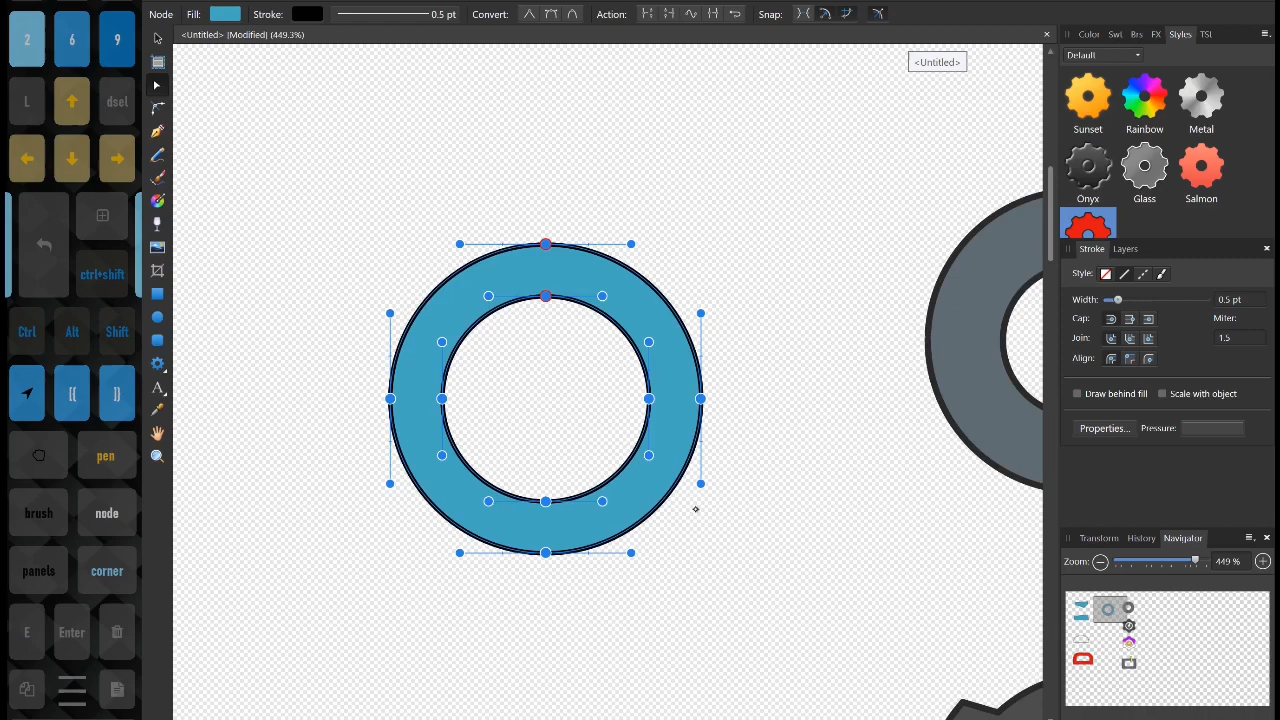 Node Fill: Stroke: 0.5 pt Convert: Action: Snap:
<Untitled> [Modified] (449.3%)
<Untitled>
2 6 9
L dsel
ctrl+shift
Ctrl Alt Shift
[[ ]]
pen
brush node
panels corner
E Enter
A
Color Swt Brs FX Styles TSt
Default
Sunset Rainbow Metal
Onyx Glass Salmon
Stroke Layers
Style:
Width: 0.5 pt
Cap: Miter:
Join: 1.5
Align:
Draw behind fill Scale with object
Properties... Pressure:
Transform History Navigator
Zoom: 449 %